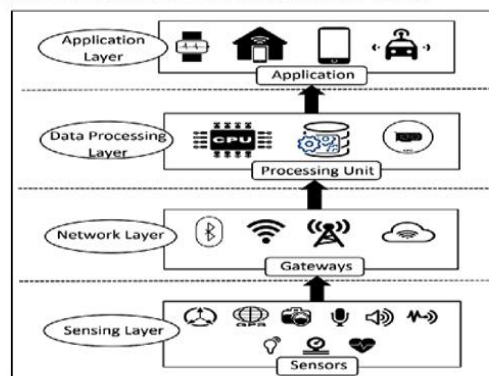 Application
Layer
Application
Data Processing
Layer
CPU
Processing Unit
Network Layer
Gateways
Sensing Layer
GPS
Sensors